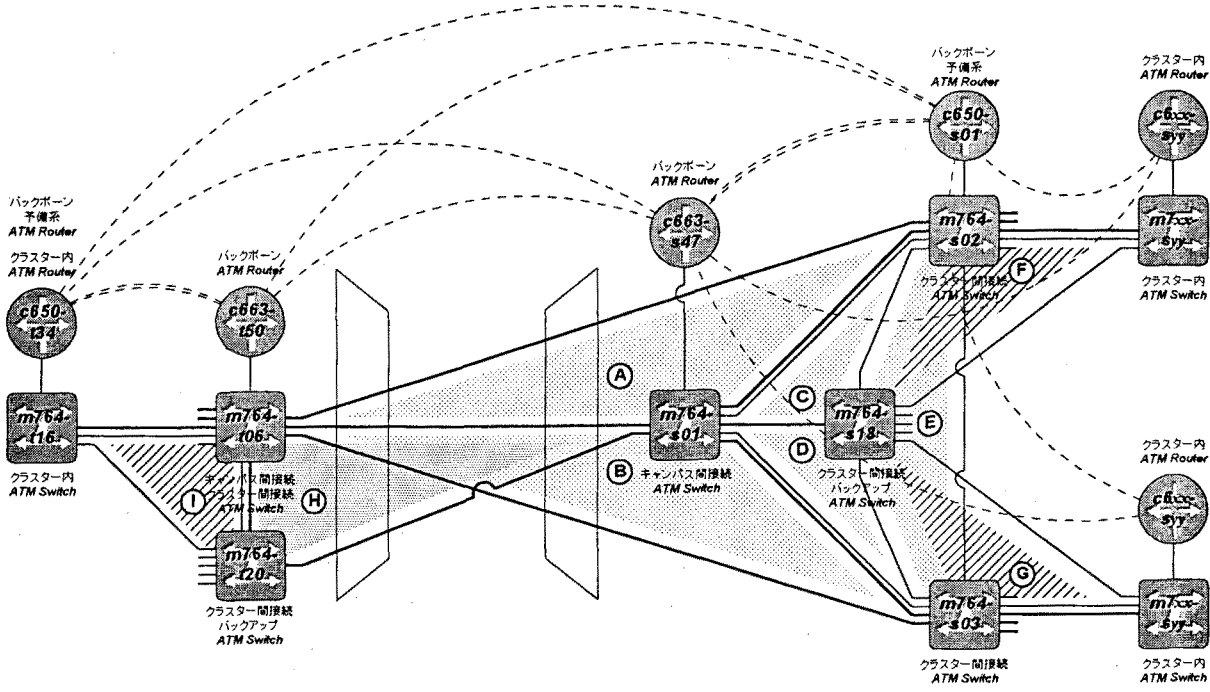 バックボーン
予備系
ATM Router
c650-
s01
クラスター内
ATM Router
c6xx-
syy
バックボーン
ATM Router
c663-
s47
m764-
s02
クラスター間接続
ATM Switch
F
m7xx-
syy
クラスター内
ATM Switch
バックボーン
予備系
ATM Router
クラスター内
ATM Router
c650-
t34
バックボーン
ATM Router
c663-
t50
m764-
t16
クラスター内
ATM Switch
m764-
t06
キャンパス間接続
クラスター間接続
ATM Switch
I
H
A
B
m764-
s01
キャンパス間接続
ATM Switch
C
D
m764-
s18
クラスター間接続
バックアップ
ATM Switch
E
クラスター内
ATM Router
c6xx-
syy
m764-
t20
クラスター間接続
バックアップ
ATM Switch
G
m764-
s03
クラスター間接続
ATM Switch
m7xx-
syy
クラスター内
ATM Switch